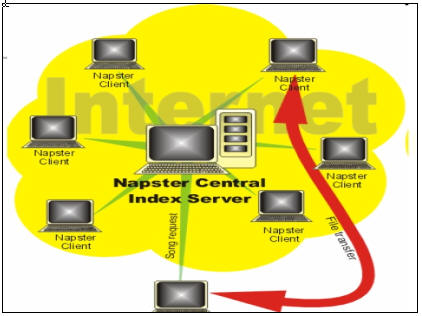 Napster
Client
Napster
Client
Internet
Napster
Client
Napster
Client
Napster Central
Index Server
Napster
Client
Napster
Client
Song request
File transfer